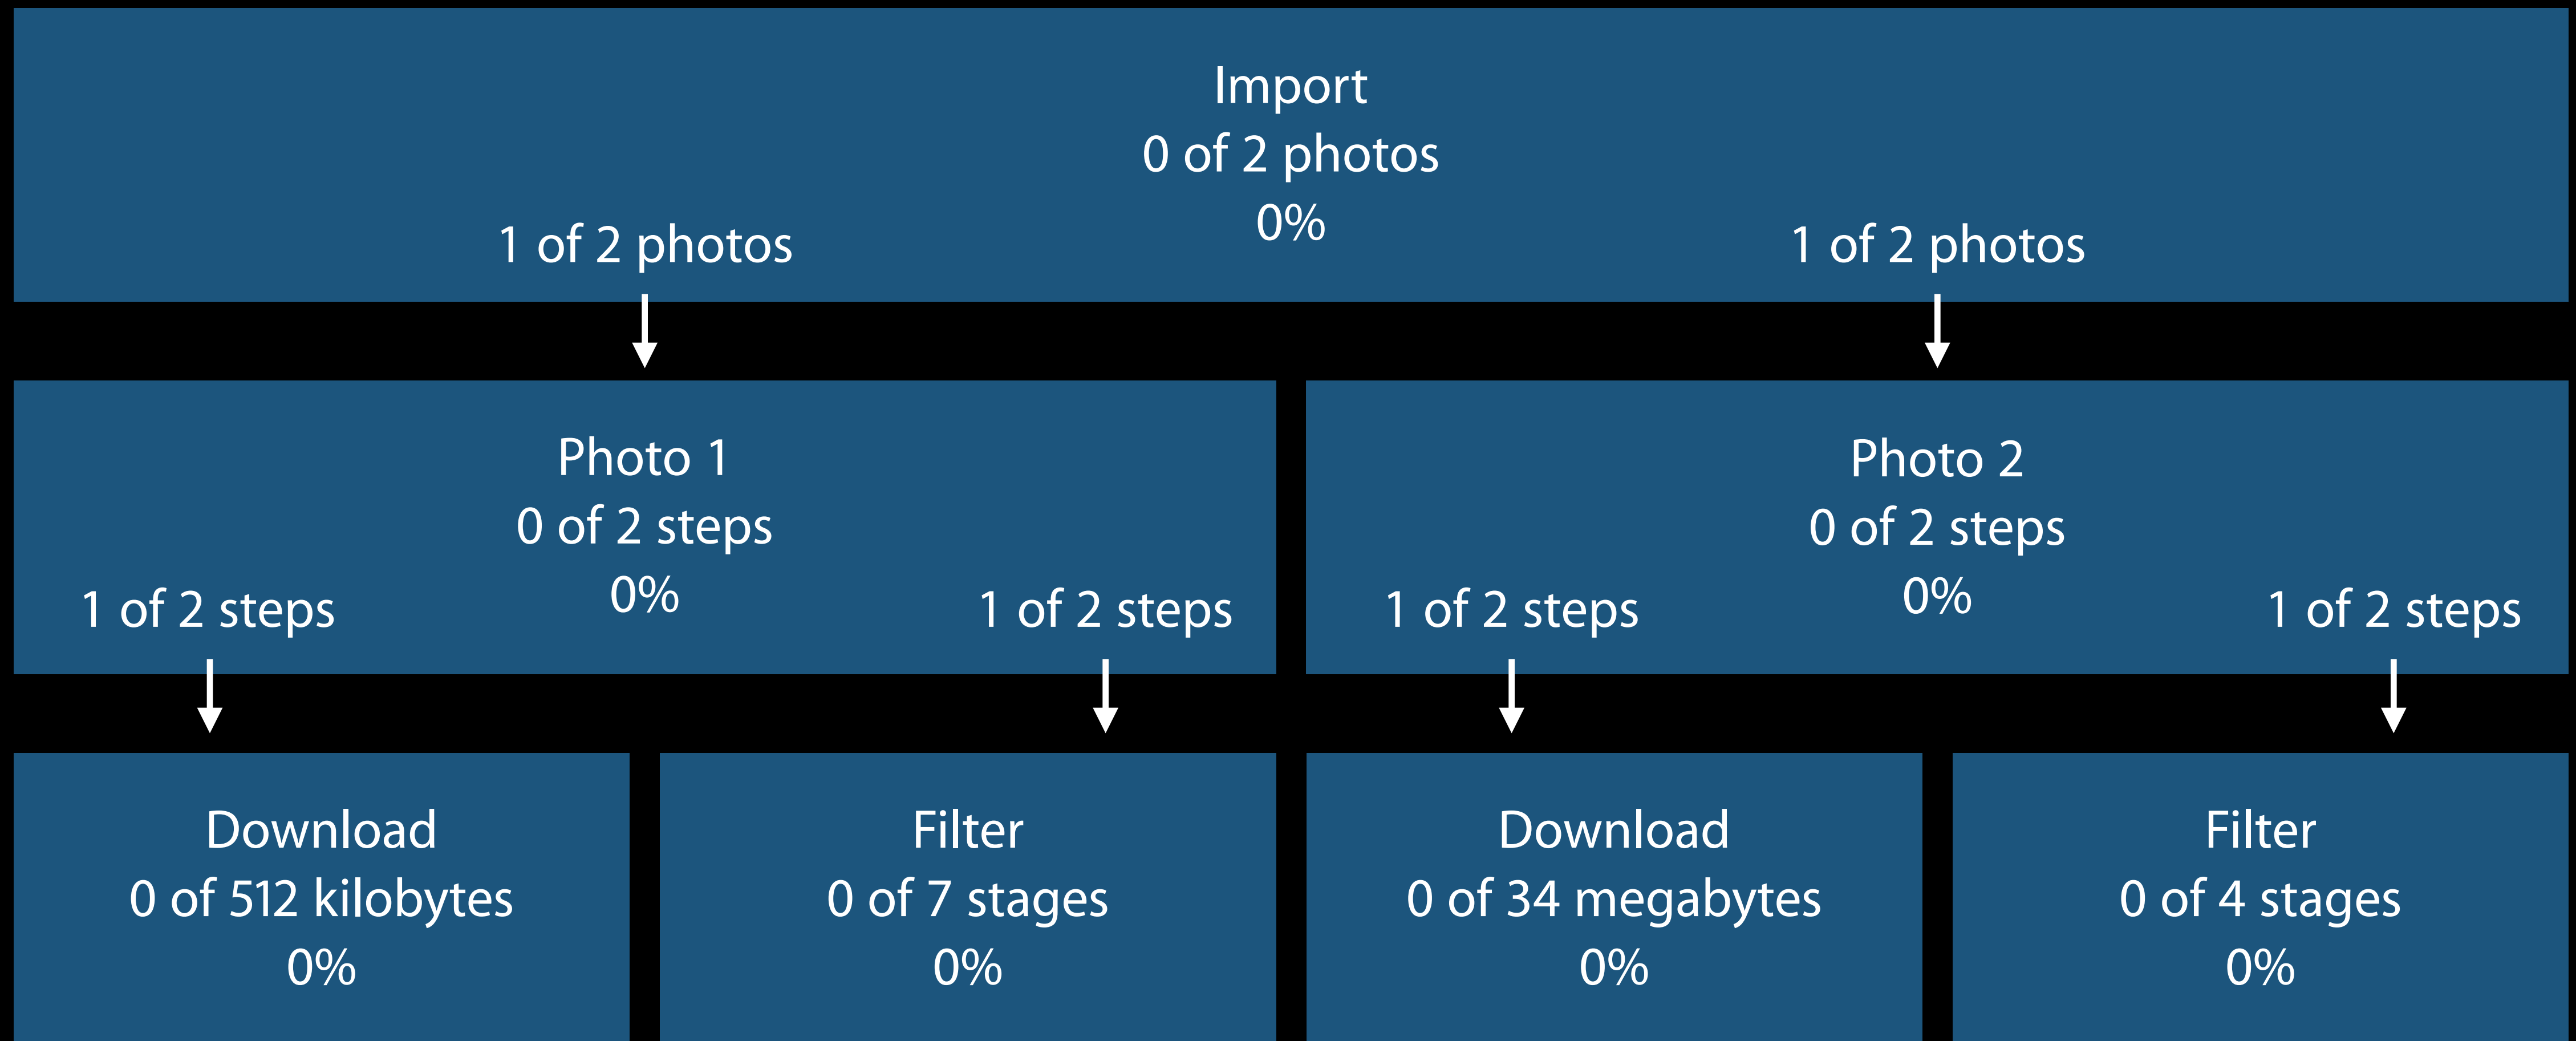 Import
0 of 2 photos
0%
1 of 2 photos
1 of 2 photos
Photo 1
0 of 2 steps
0%
1 of 2 steps
1 of 2 steps
Photo 2
0 of 2 steps
0%
1 of 2 steps
1 of 2 steps
Download
0 of 512 kilobytes
0%
Filter
0 of 7 stages
0%
Download
0 of 34 megabytes
0%
Filter
0 of 4 stages
0%